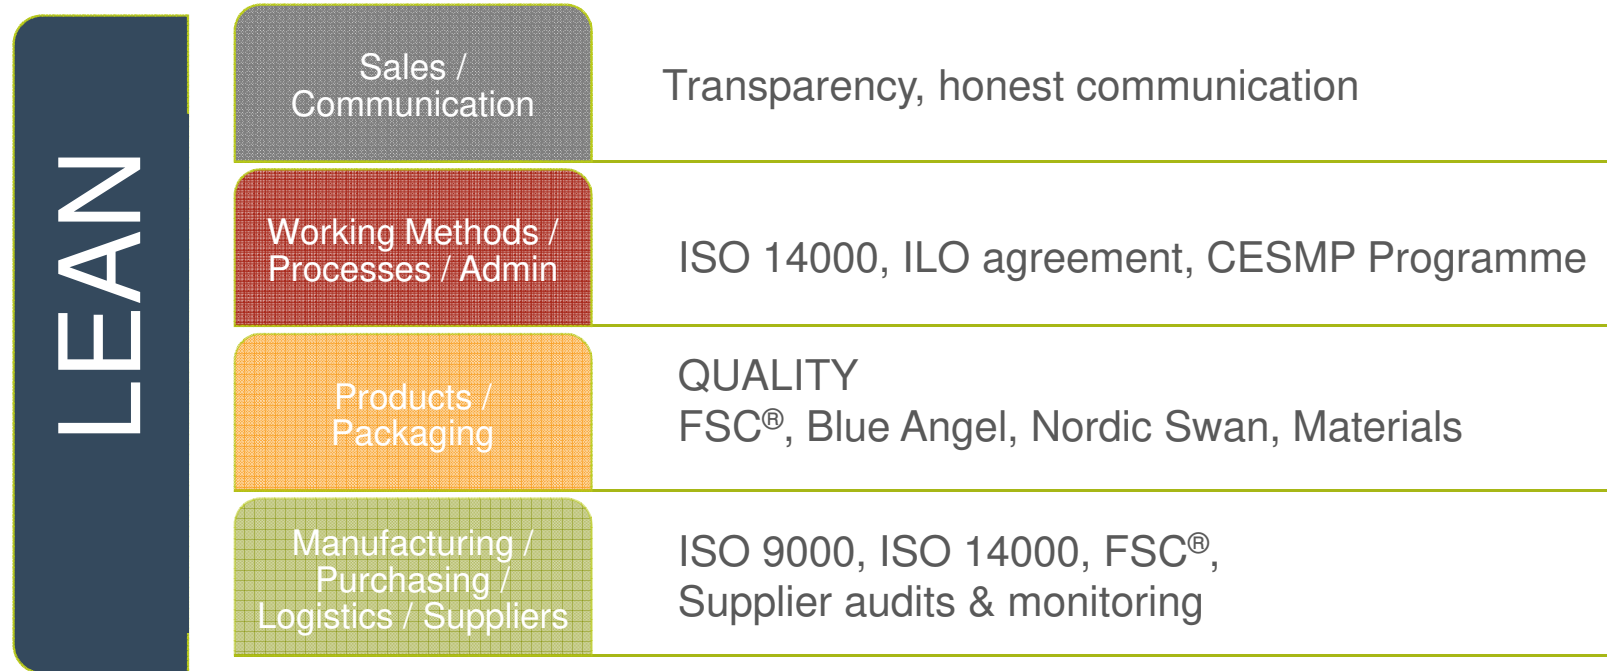 LEAN
Sales /
Communication
Transparency, honest communication
Working Methods /
Processes / Admin
ISO 14000, ILO agreement, CESMP Programme
Products /
Packaging
QUALITY
FSC®, Blue Angel, Nordic Swan, Materials
Manufacturing /
Purchasing /
Logistics / Suppliers
ISO 9000, ISO 14000, FSC®,
Supplier audits & monitoring